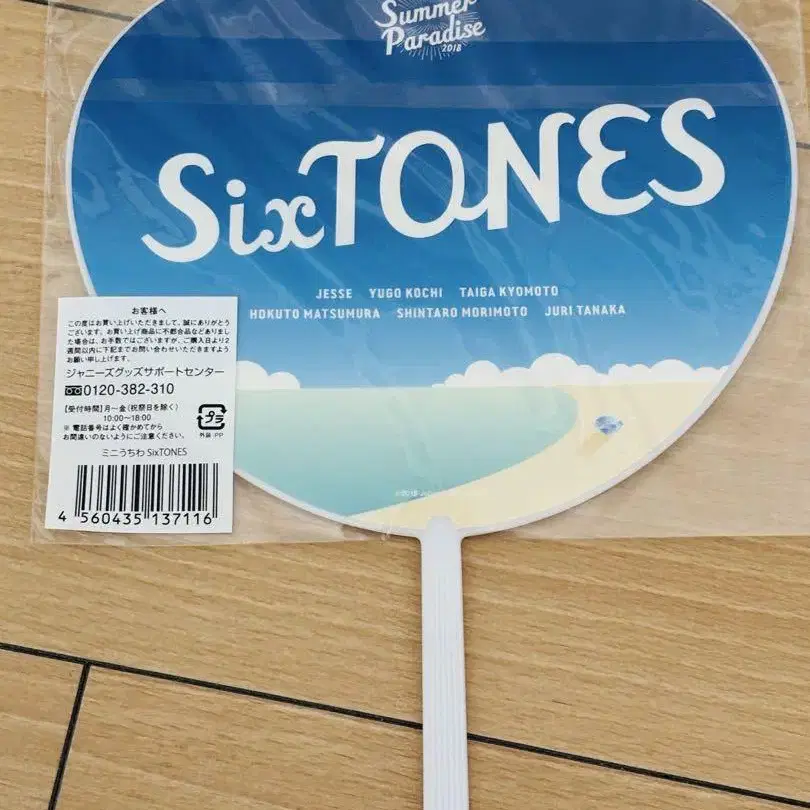 Summer
Paradise
2018
SixTONES
JESSE YUGO KOCHI TAIGA KYOMOTO
HOKUTO MATSUMURA SHINTARO MORIMOTO JURI TANAKA
お客様へ
この度はお買い上げいただきまして、誠にありがとう
ございます。お買い上げ商品に不都合品などありまし
た場合は、お手数ではございますが、ご購入日より2
週間以内に下記までお問い合わせいただきますよう
お願い申し上げます。
ジャニーズグッズサポートセンター
0120-382-310
【受付時間】月~金(祝祭日を除く)
10:00~18:00
※電話番号はよく確かめてから
お間違いのないようにご注意ください。
プラ
外装:PP
ミニうちわ SixTONES
4 560435 137116